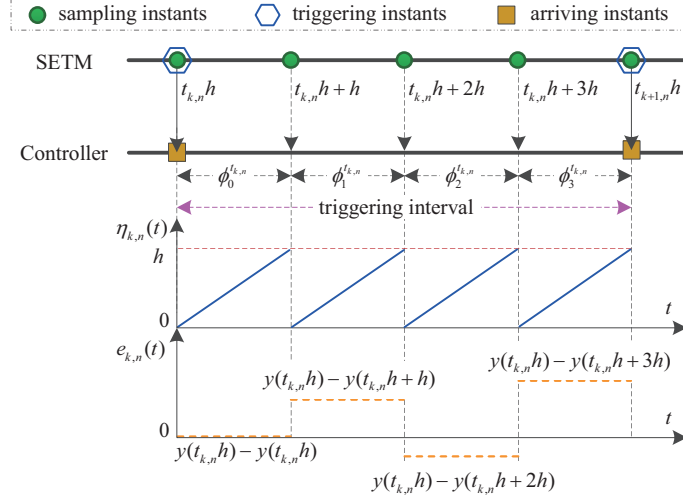 sampling instants triggering instants arriving instants
SETM
t_{k,n}h t_{k,n}h + h t_{k,n}h + 2h t_{k,n}h + 3h t_{k+1,n}h
Controller
ϕ_0^{t_{k,n}} ϕ_1^{t_{k,n}} ϕ_2^{t_{k,n}} ϕ_3^{t_{k,n}}
triggering interval
η_{k,n}(t)
h
0 t
e_{k,n}(t)
y(t_{k,n}h) − y(t_{k,n}h + 3h)
y(t_{k,n}h) − y(t_{k,n}h + h)
0 t
y(t_{k,n}h) − y(t_{k,n}h)
y(t_{k,n}h) − y(t_{k,n}h + 2h)